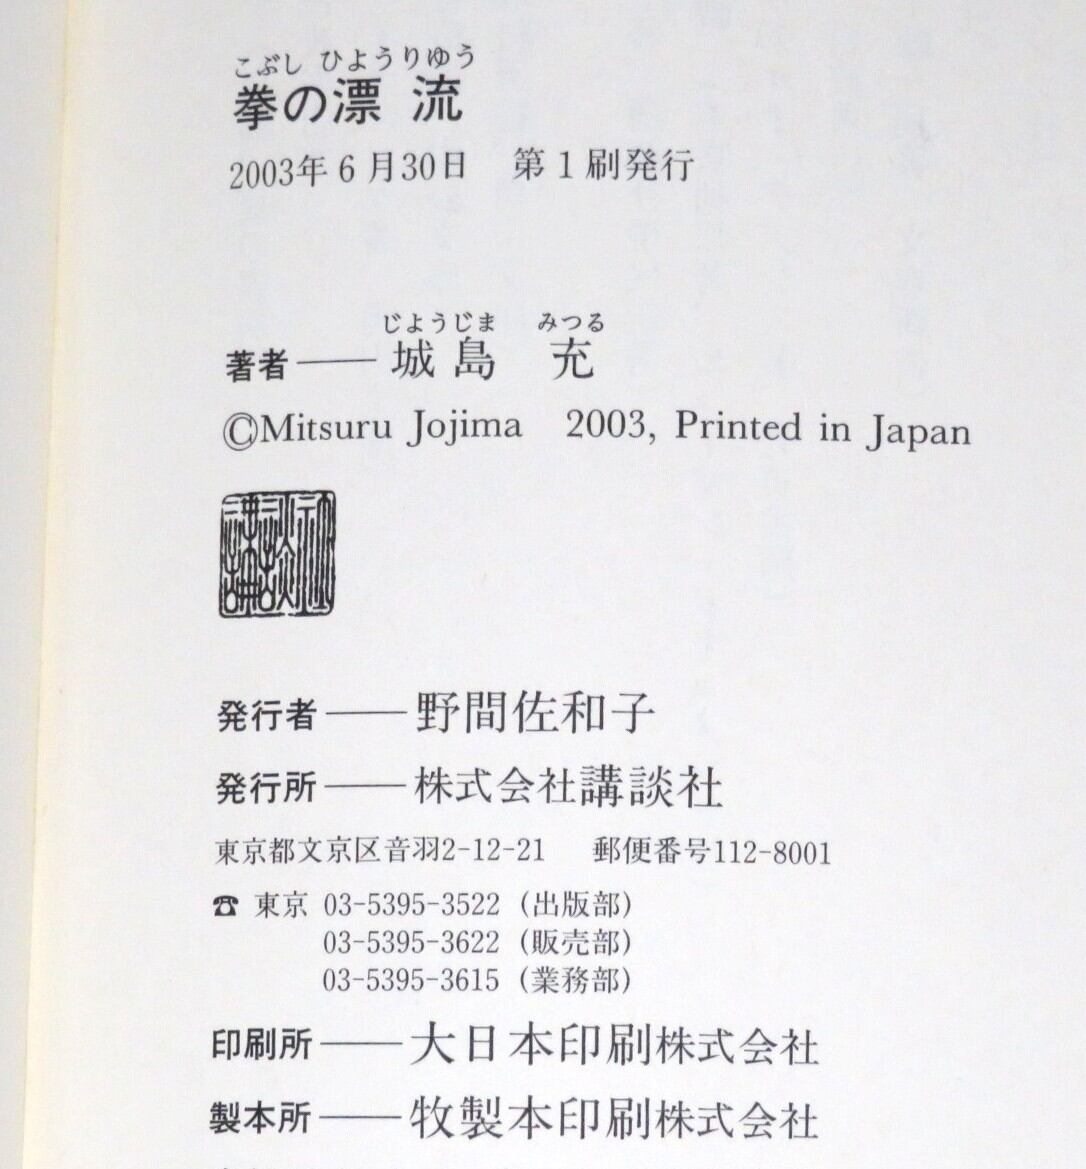 こぶし ひようりゆう
拳の漂流
2003年6月30日 第1刷発行
じようじま みつる
著者――城島 充
©Mitsuru Jojima 2003, Printed in Japan
講談社
発行者――野間佐和子
発行所――株式会社講談社
東京都文京区音羽2-12-21 郵便番号112-8001
☎ 東京 03-5395-3522 (出版部)
03-5395-3622 (販売部)
03-5395-3615 (業務部)
印刷所――大日本印刷株式会社
製本所――牧製本印刷株式会社